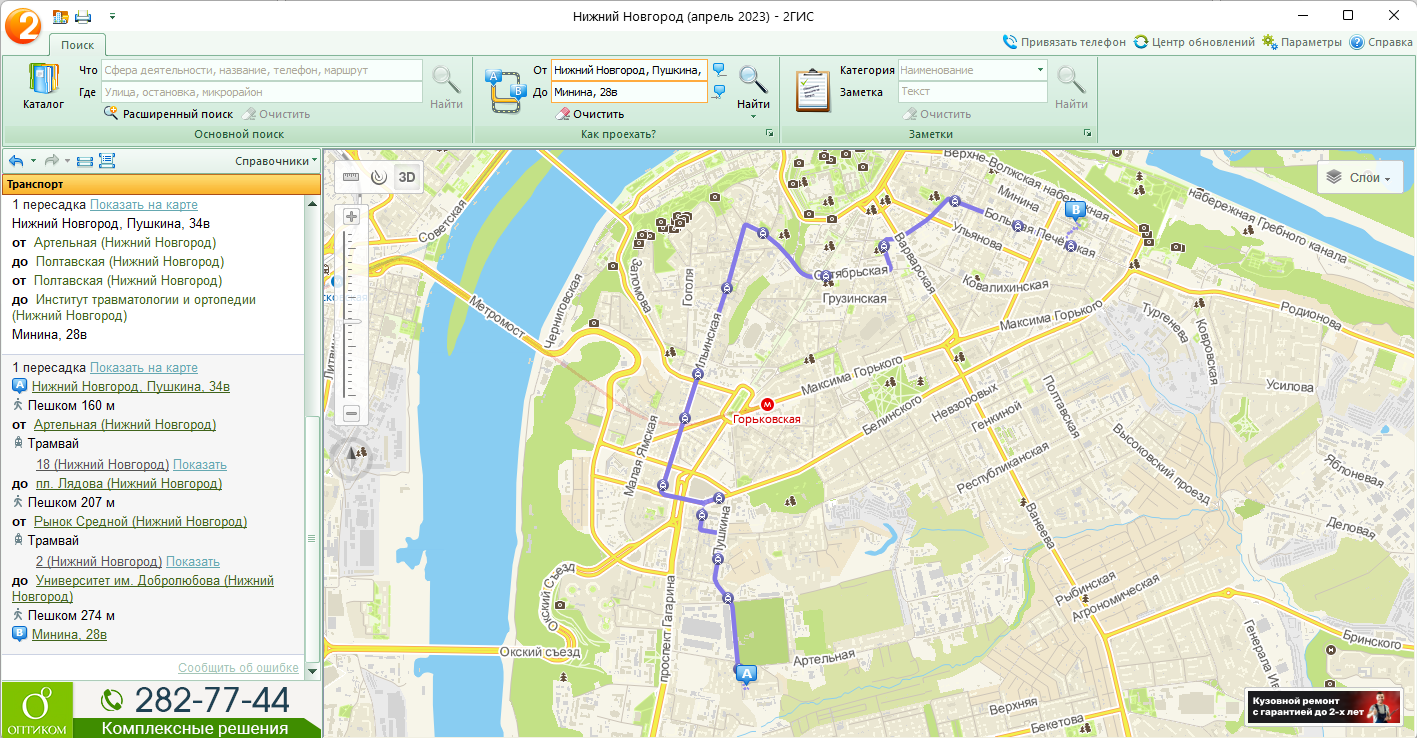 Нижний Новгород (апрель 2023) - 2ГИС
Поиск
Привязать телефон
Центр обновлений
Параметры
Справка
Каталог
Что Сфера деятельности, название, телефон, маршрут
Где Улица, остановка, микрорайон
Расширенный поиск
Очистить
Найти
Основной поиск
От Нижний Новгород, Пушкина,
До Минина, 28в
Очистить
Найти
Как проехать?
Категория Наименование
Заметка Текст
Очистить
Найти
Заметки
Справочники
Транспорт
1 пересадка Показать на карте
Нижний Новгород, Пушкина, 34в
от Артельная (Нижний Новгород)
до Полтавская (Нижний Новгород)
от Полтавская (Нижний Новгород)
до Институт травматологии и ортопедии
(Нижний Новгород)
Минина, 28в
1 пересадка Показать на карте
A Нижний Новгород, Пушкина, 34в
Пешком 160 м
от Артельная (Нижний Новгород)
Трамвай
18 (Нижний Новгород) Показать
до пл. Лядова (Нижний Новгород)
Пешком 207 м
от Рынок Средной (Нижний Новгород)
Трамвай
2 (Нижний Новгород) Показать
до Университет им. Добролюбова (Нижний
Новгород)
Пешком 274 м
B Минина, 28в
Сообщить об ошибке
ОПТИКОМ
282-77-44
Комплексные решения
3D
Слои
Верхне-Волжская набережная
Минина
Большая Печёрская
B
набережная Гребного канала
Ульянова
Варварская
Октябрьская
Грузинская
Ковалихинская
Советская
Метромост
Черниговская
Заломова
Гоголя
Ильинская
Максима Горького
Тургенева
Ковровская
Родионова
Усилова
Максима Горького
Горьковская
Белинского
Невзоровых
Генкиной
Полтавская
Высоковский проезд
Республиканская
Яблоневая
Деловая
Малая Ямская
Пушкина
Ванеева
Рыбинская
Агрономическая
Окский Съезд
Окский съезд
проспект Гагарина
Артельная
A
Генерала Ив
Бринского
Верхняя
Бекетова
Кузовной ремонт
с гарантией до 2-х лет